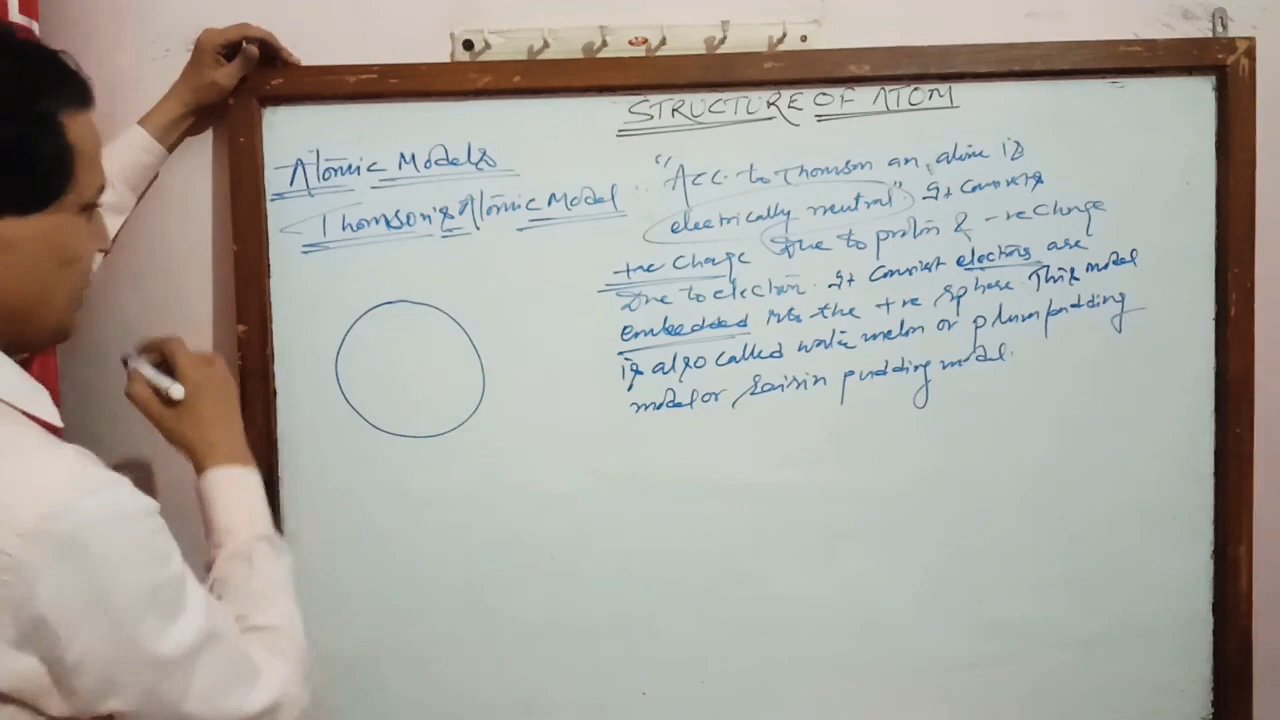 STRUCTURE OF ATOM
Atomic Models
Thomson's Atomic Model :-
"Acc. to Thomson an, atom is
electrically neutral". It consists
+ve charge Due to proton & -ve charge
Due to electron. It consist electrons are
embedded into the +ve sphere. This model
is also called water melon or plum pudding
model or raisin pudding model.